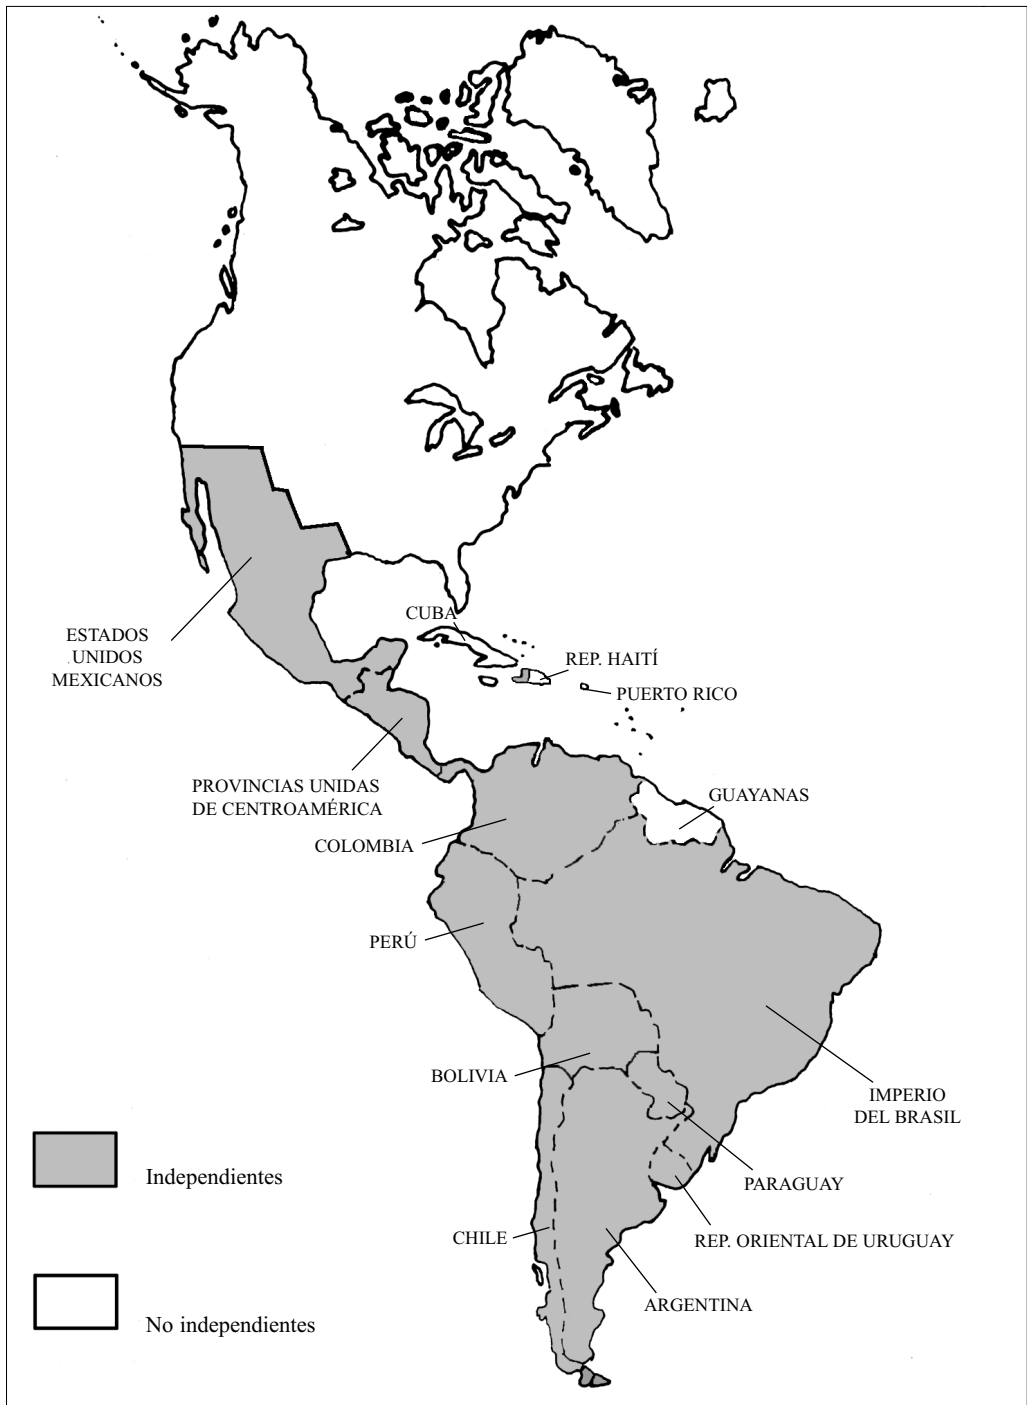 CUBA
ESTADOS
UNIDOS
MEXICANOS
REP. HAITÍ
PUERTO RICO
PROVINCIAS UNIDAS
DE CENTROAMÉRICA
GUAYANAS
COLOMBIA
PERÚ
BOLIVIA
IMPERIO
DEL BRASIL
Independientes
PARAGUAY
CHILE
REP. ORIENTAL DE URUGUAY
ARGENTINA
No independientes